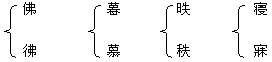 佛 暮 昳 寝
彿 慕 秩 寐